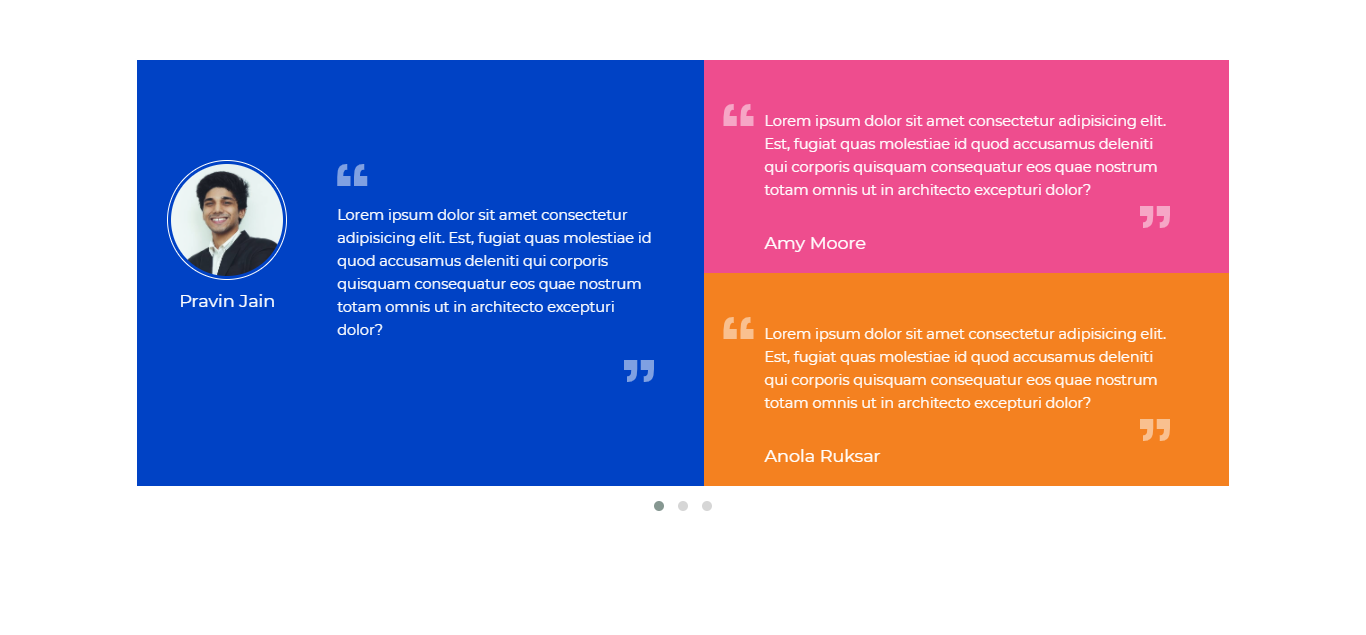 “
Lorem ipsum dolor sit amet consectetur
adipisicing elit. Est, fugiat quas molestiae id
quod accusamus deleniti qui corporis
quisquam consequatur eos quae nostrum
totam omnis ut in architecto excepturi
dolor?
”
Pravin Jain
“
Lorem ipsum dolor sit amet consectetur adipisicing elit.
Est, fugiat quas molestiae id quod accusamus deleniti
qui corporis quisquam consequatur eos quae nostrum
totam omnis ut in architecto excepturi dolor?
”
Amy Moore
“
Lorem ipsum dolor sit amet consectetur adipisicing elit.
Est, fugiat quas molestiae id quod accusamus deleniti
qui corporis quisquam consequatur eos quae nostrum
totam omnis ut in architecto excepturi dolor?
”
Anola Ruksar